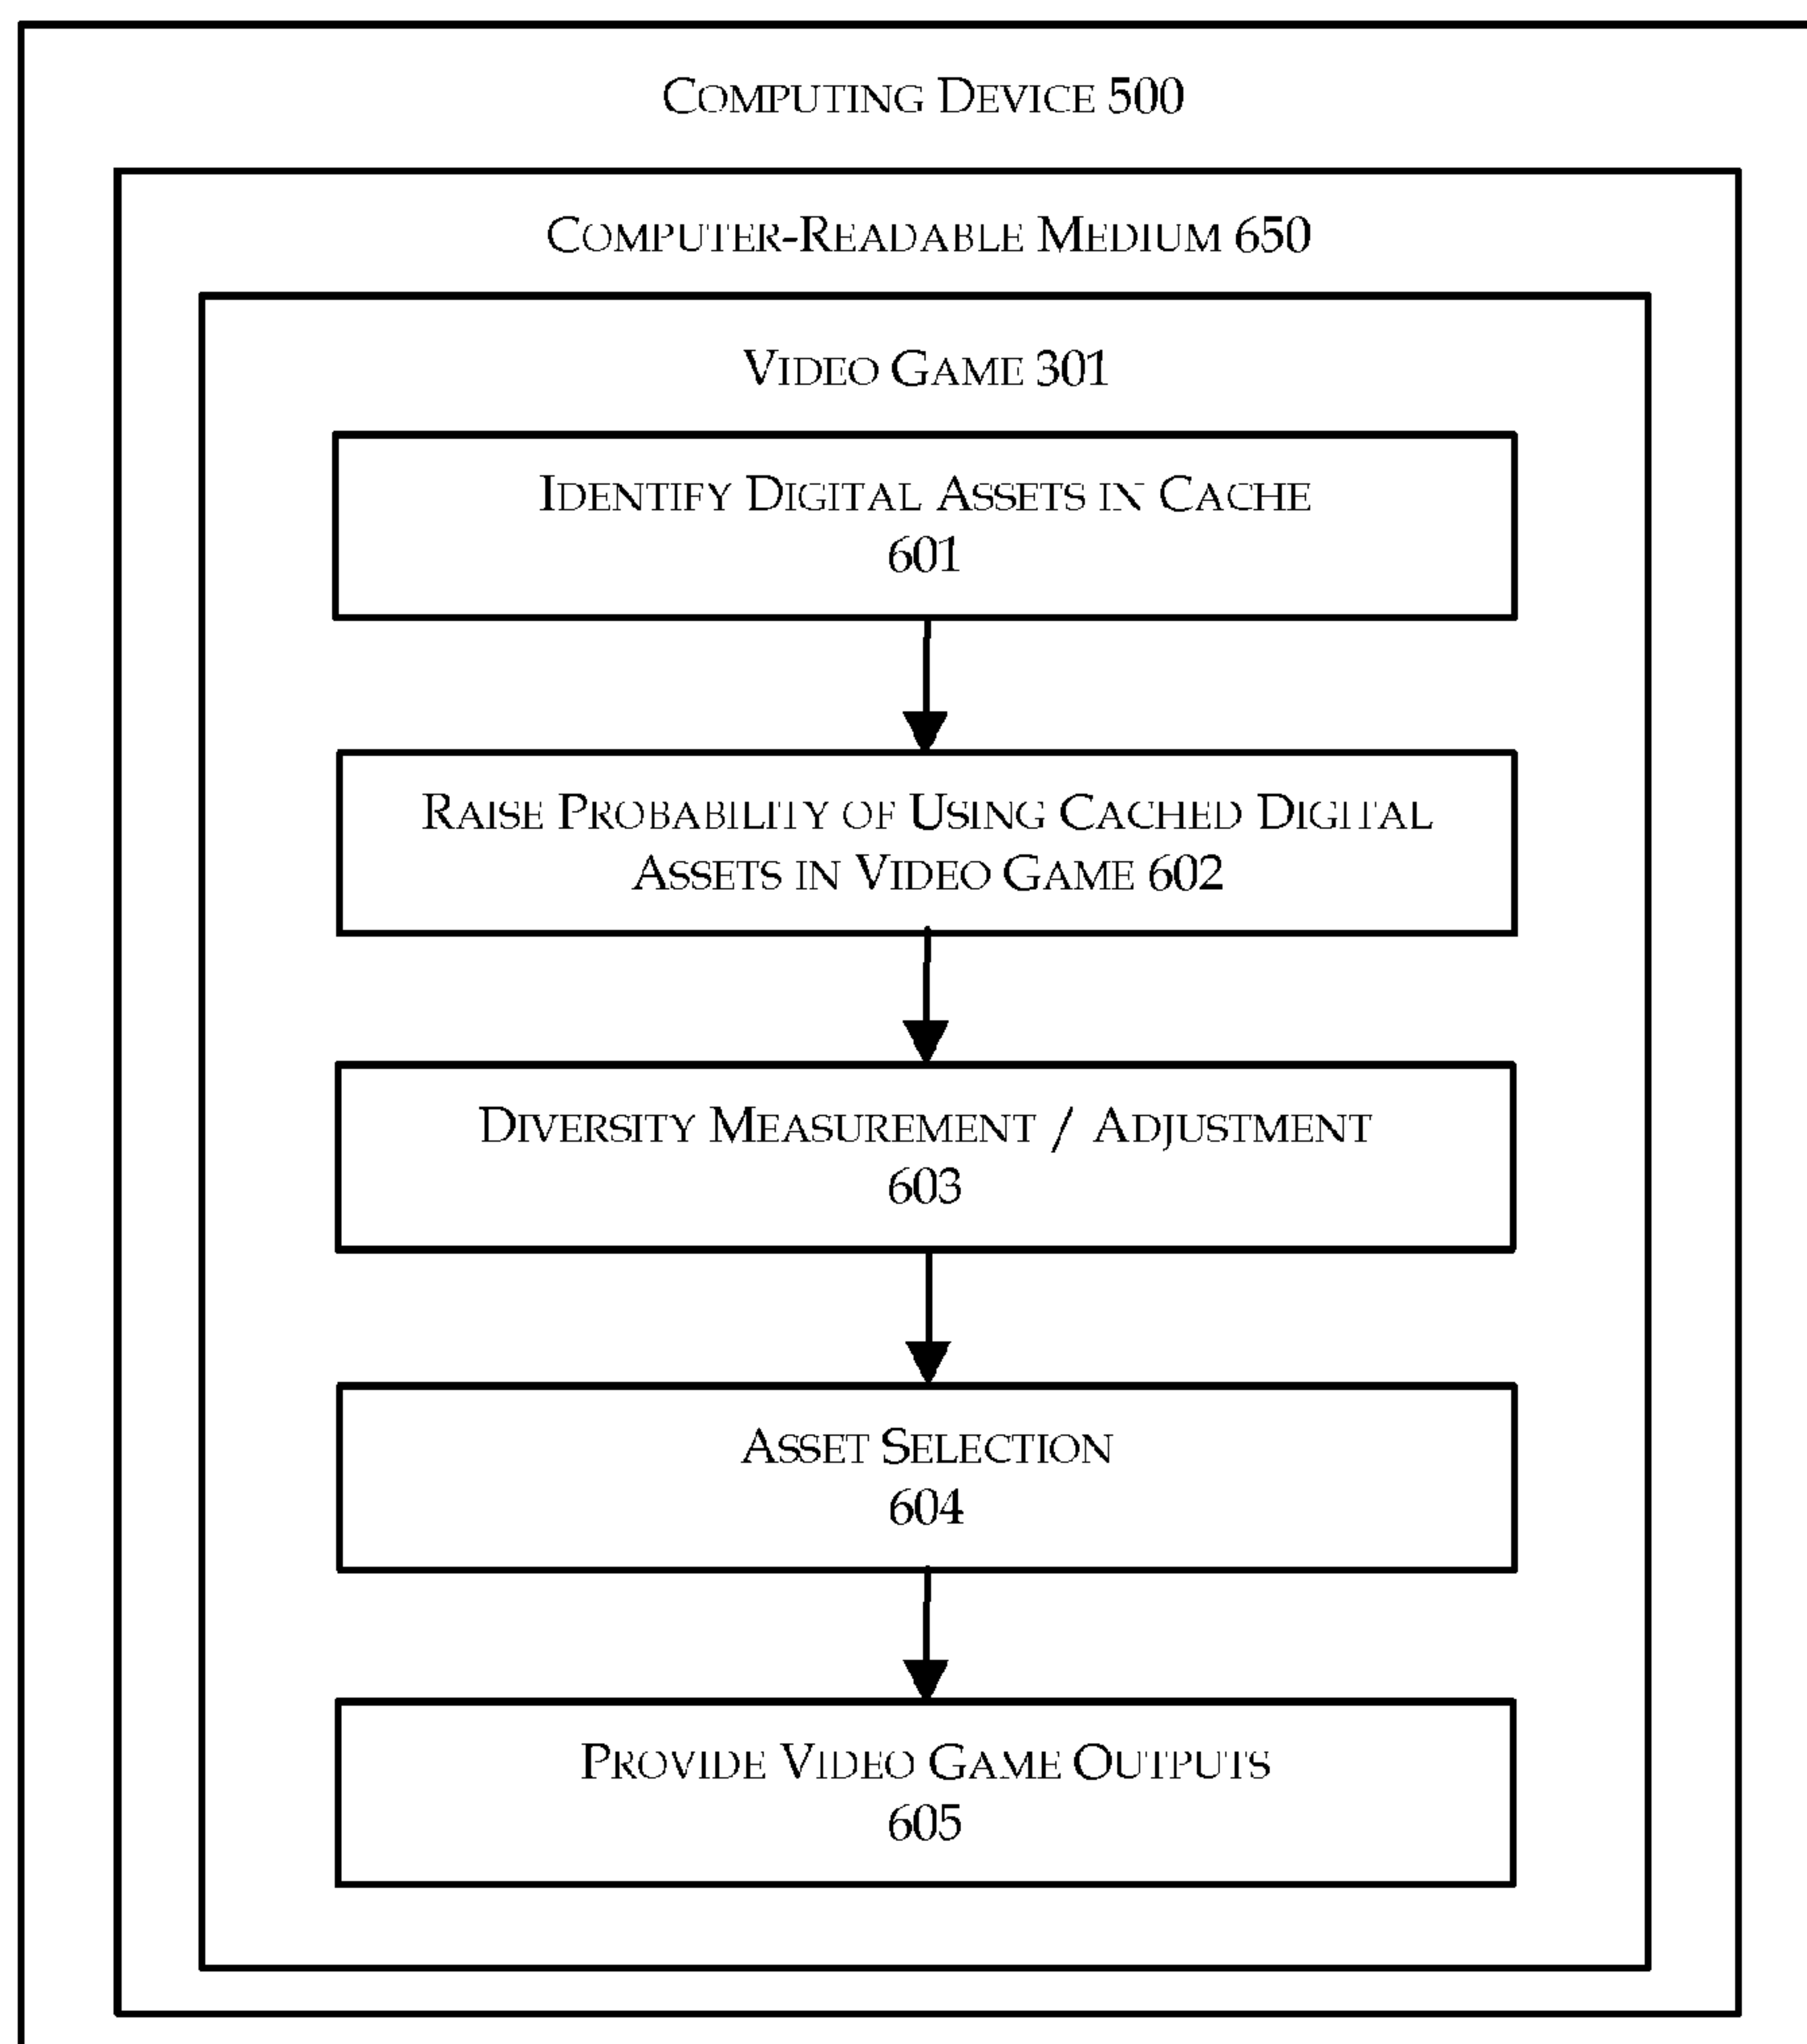 COMPUTING DEVICE 500
COMPUTER-READABLE MEDIUM 650
VIDEO GAME 301
IDENTIFY DIGITAL ASSETS IN CACHE
601
RAISE PROBABILITY OF USING CACHED DIGITAL
ASSETS IN VIDEO GAME 602
DIVERSITY MEASUREMENT / ADJUSTMENT
603
ASSET SELECTION
604
PROVIDE VIDEO GAME OUTPUTS
605